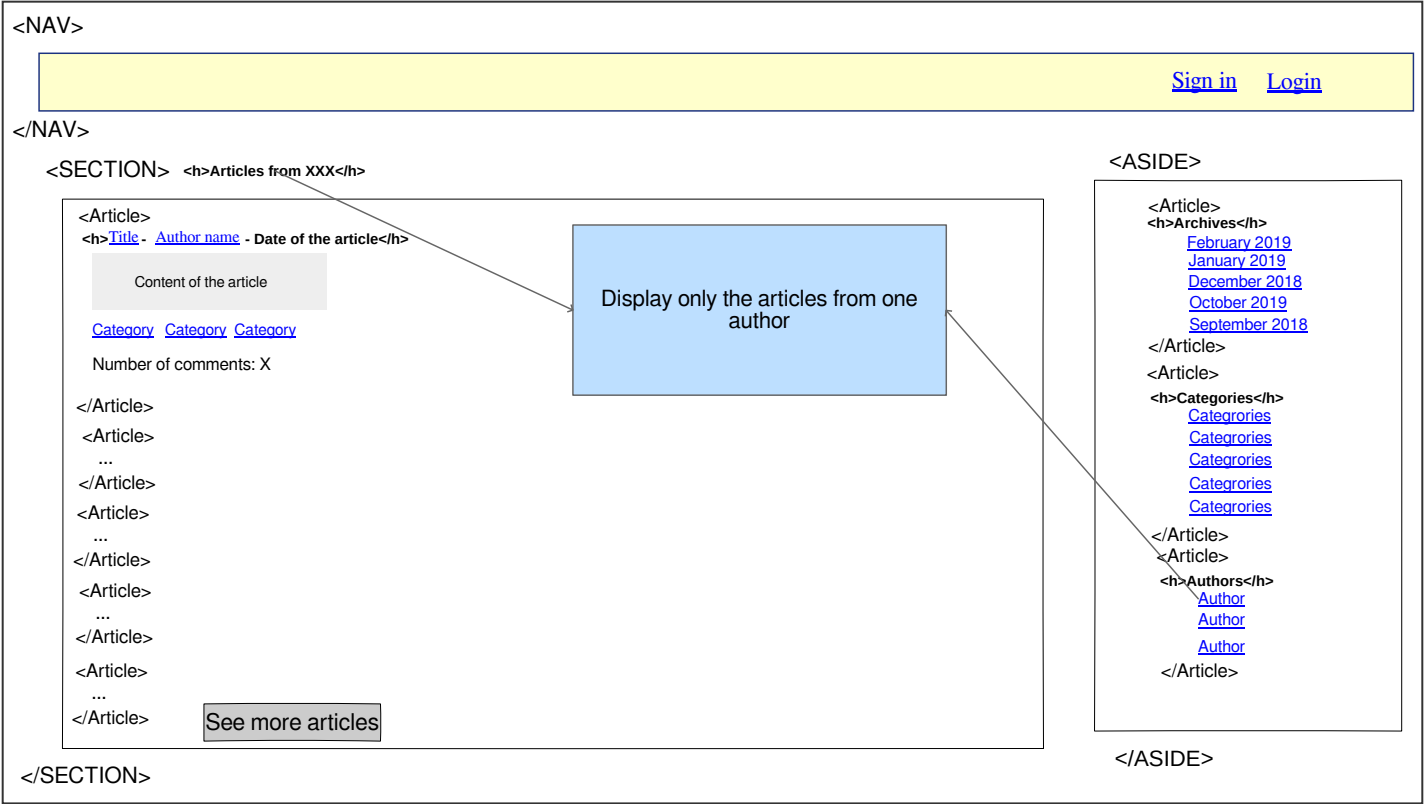 <NAV>
Sign in Login
</NAV>
<SECTION> <h>Articles from XXX</h>
<Article>
<h>Title - Author name - Date of the article</h>
Content of the article
Category Category Category
Number of comments: X
</Article>
<Article>
...
</Article>
<Article>
...
</Article>
<Article>
...
</Article>
<Article>
...
</Article>
See more articles
</SECTION>
Display only the articles from one
author
<ASIDE>
<Article>
<h>Archives</h>
February 2019
January 2019
December 2018
October 2019
September 2018
</Article>
<Article>
<h>Categories</h>
Categrories
Categrories
Categrories
Categrories
Categrories
</Article>
<Article>
<h>Authors</h>
Author
Author
Author
</Article>
</ASIDE>